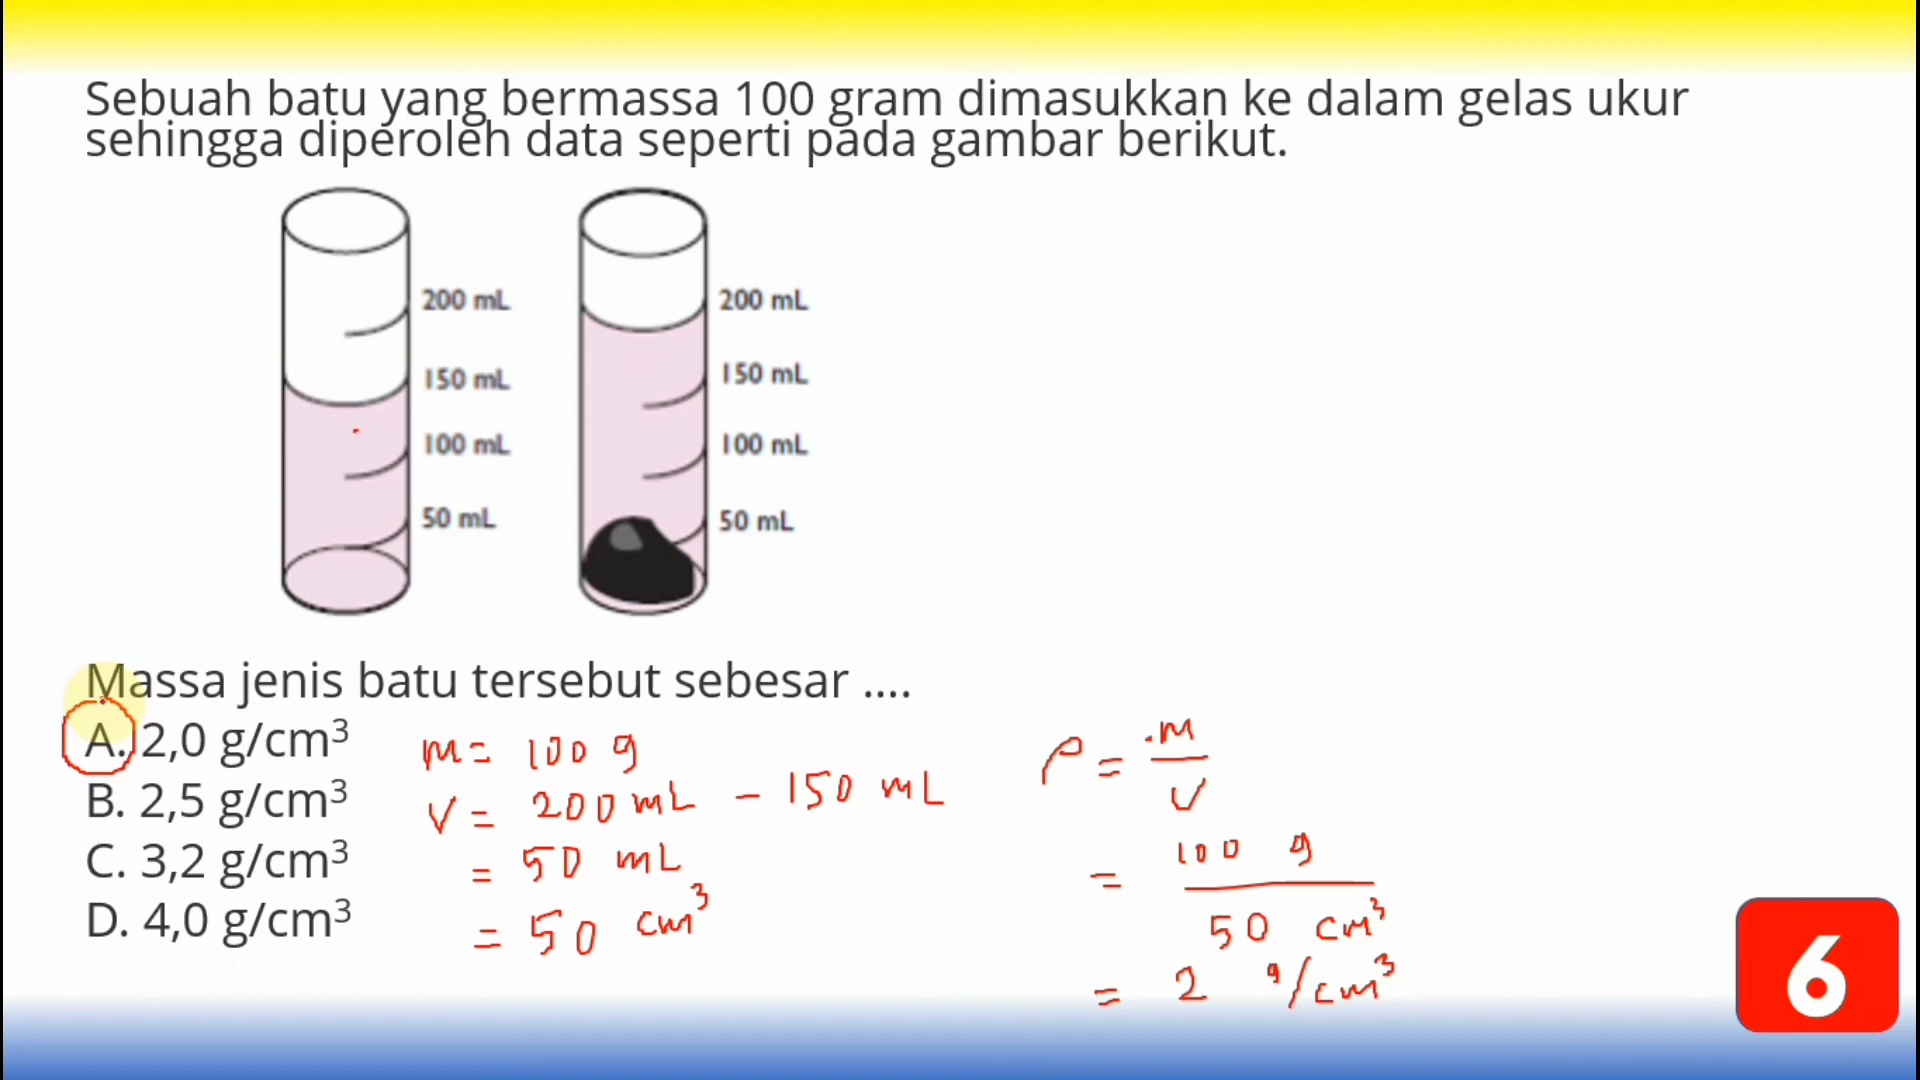 Sebuah batu yang bermassa 100 gram dimasukkan ke dalam gelas ukur
sehingga diperoleh data seperti pada gambar berikut.
200 mL
150 mL
100 mL
50 mL
200 mL
150 mL
100 mL
50 mL
Massa jenis batu tersebut sebesar ....
A. 2,0 g/cm³
B. 2,5 g/cm³
C. 3,2 g/cm³
D. 4,0 g/cm³
m = 100 g
V = 200 mL - 150 mL
= 50 mL
= 50 cm³
ρ = m/V
= 100 g / 50 cm³
= 2 g/cm³
6